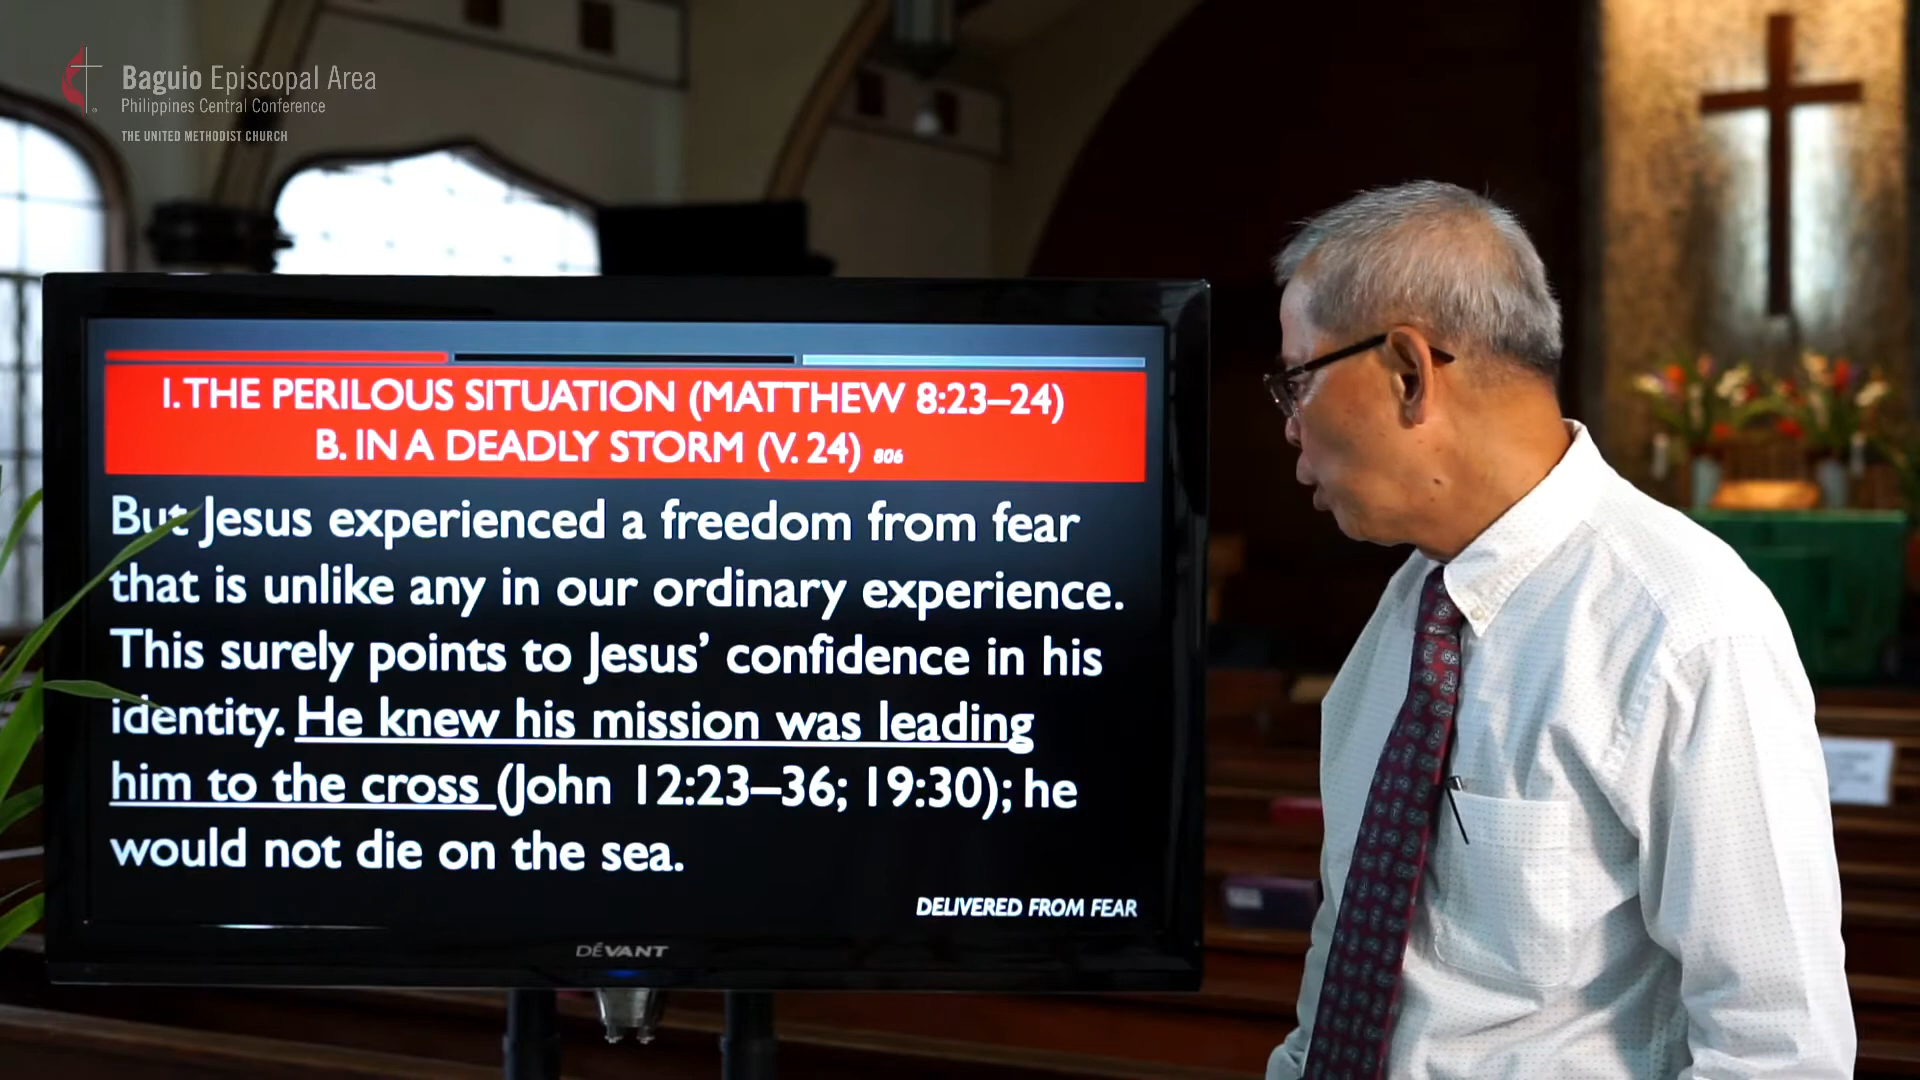 Baguio Episcopal Area
Philippines Central Conference
THE UNITED METHODIST CHURCH
I. THE PERILOUS SITUATION (MATTHEW 8:23–24)
B. IN A DEADLY STORM (V. 24) 806
But Jesus experienced a freedom from fear
that is unlike any in our ordinary experience.
This surely points to Jesus’ confidence in his
identity. He knew his mission was leading
him to the cross (John 12:23–36; 19:30); he
would not die on the sea.
DELIVERED FROM FEAR
DEVANT